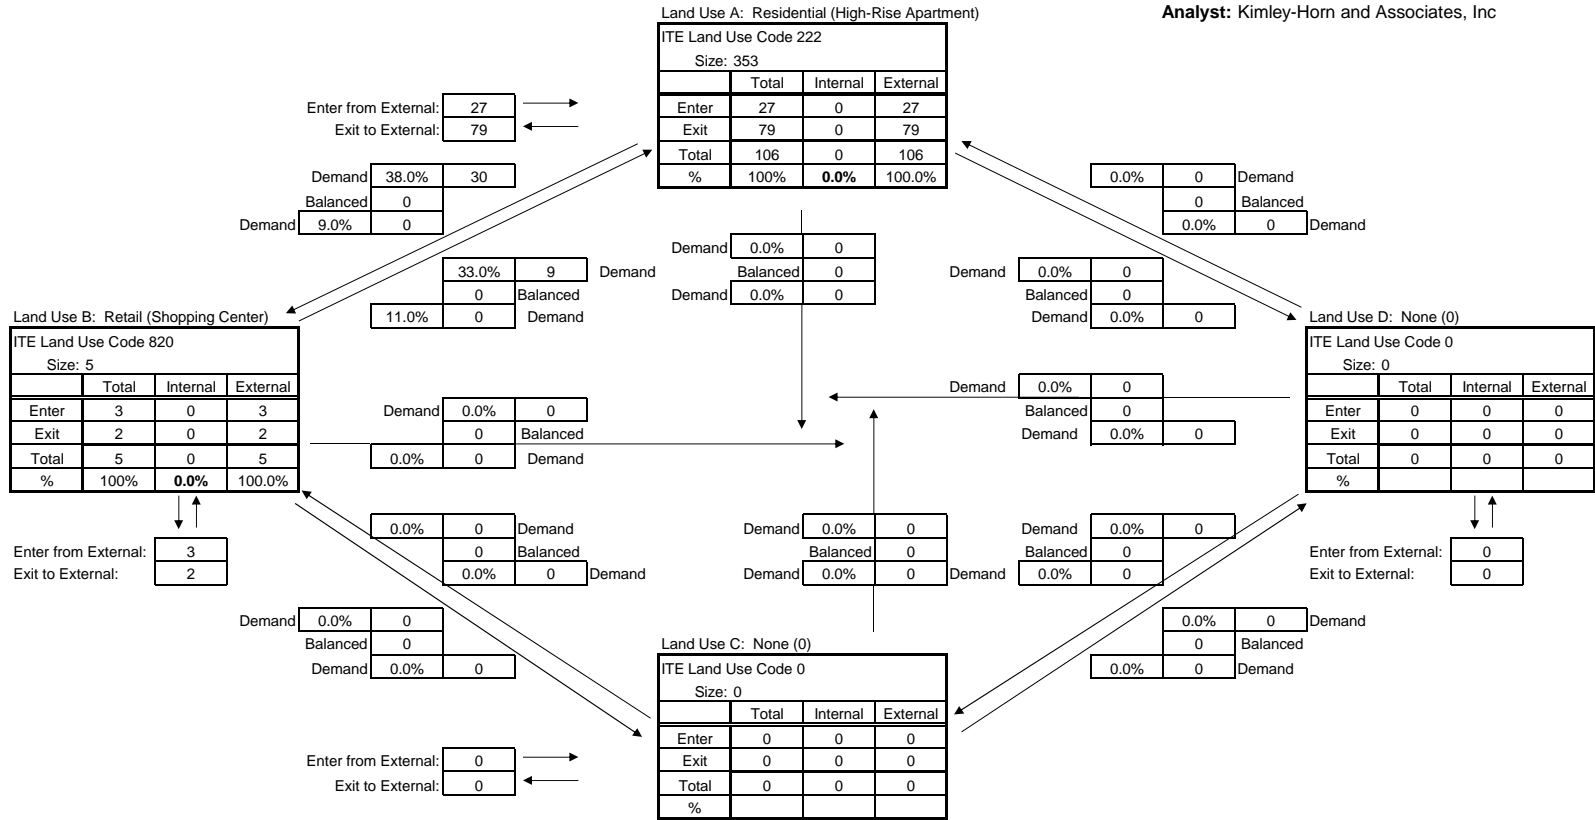 Analyst: Kimley-Horn and Associates, Inc
Land Use A: Residential (High-Rise Apartment)
ITE Land Use Code 222
Size: 353
Total Internal External
Enter 27 0 27
Exit 79 0 79
Total 106 0 106
% 100% 0.0% 100.0%
Enter from External: 27
Exit to External: 79
Demand 38.0% 30
Balanced 0
Demand 9.0% 0
0.0% 0 Demand
0 Balanced
0.0% 0 Demand
33.0% 9 Demand
0 Balanced
11.0% 0 Demand
Demand 0.0% 0
Balanced 0
Demand 0.0% 0
Demand 0.0% 0
Balanced 0
Demand 0.0% 0
Land Use B: Retail (Shopping Center)
ITE Land Use Code 820
Size: 5
Total Internal External
Enter 3 0 3
Exit 2 0 2
Total 5 0 5
% 100% 0.0% 100.0%
Enter from External: 3
Exit to External: 2
Demand 0.0% 0
0 Balanced
0.0% 0 Demand
Demand 0.0% 0
Balanced 0
Demand 0.0% 0
Land Use D: None (0)
ITE Land Use Code 0
Size: 0
Total Internal External
Enter 0 0 0
Exit 0 0 0
Total 0 0 0
%
Enter from External: 0
Exit to External: 0
0.0% 0 Demand
0 Balanced
0.0% 0 Demand
Demand 0.0% 0
Balanced 0
Demand 0.0% 0
Demand 0.0% 0
Balanced 0
Demand 0.0% 0
Demand 0.0% 0
Balanced 0
Demand 0.0% 0
0.0% 0 Demand
0 Balanced
0.0% 0 Demand
Land Use C: None (0)
ITE Land Use Code 0
Size: 0
Total Internal External
Enter 0 0 0
Exit 0 0 0
Total 0 0 0
%
Enter from External: 0
Exit to External: 0